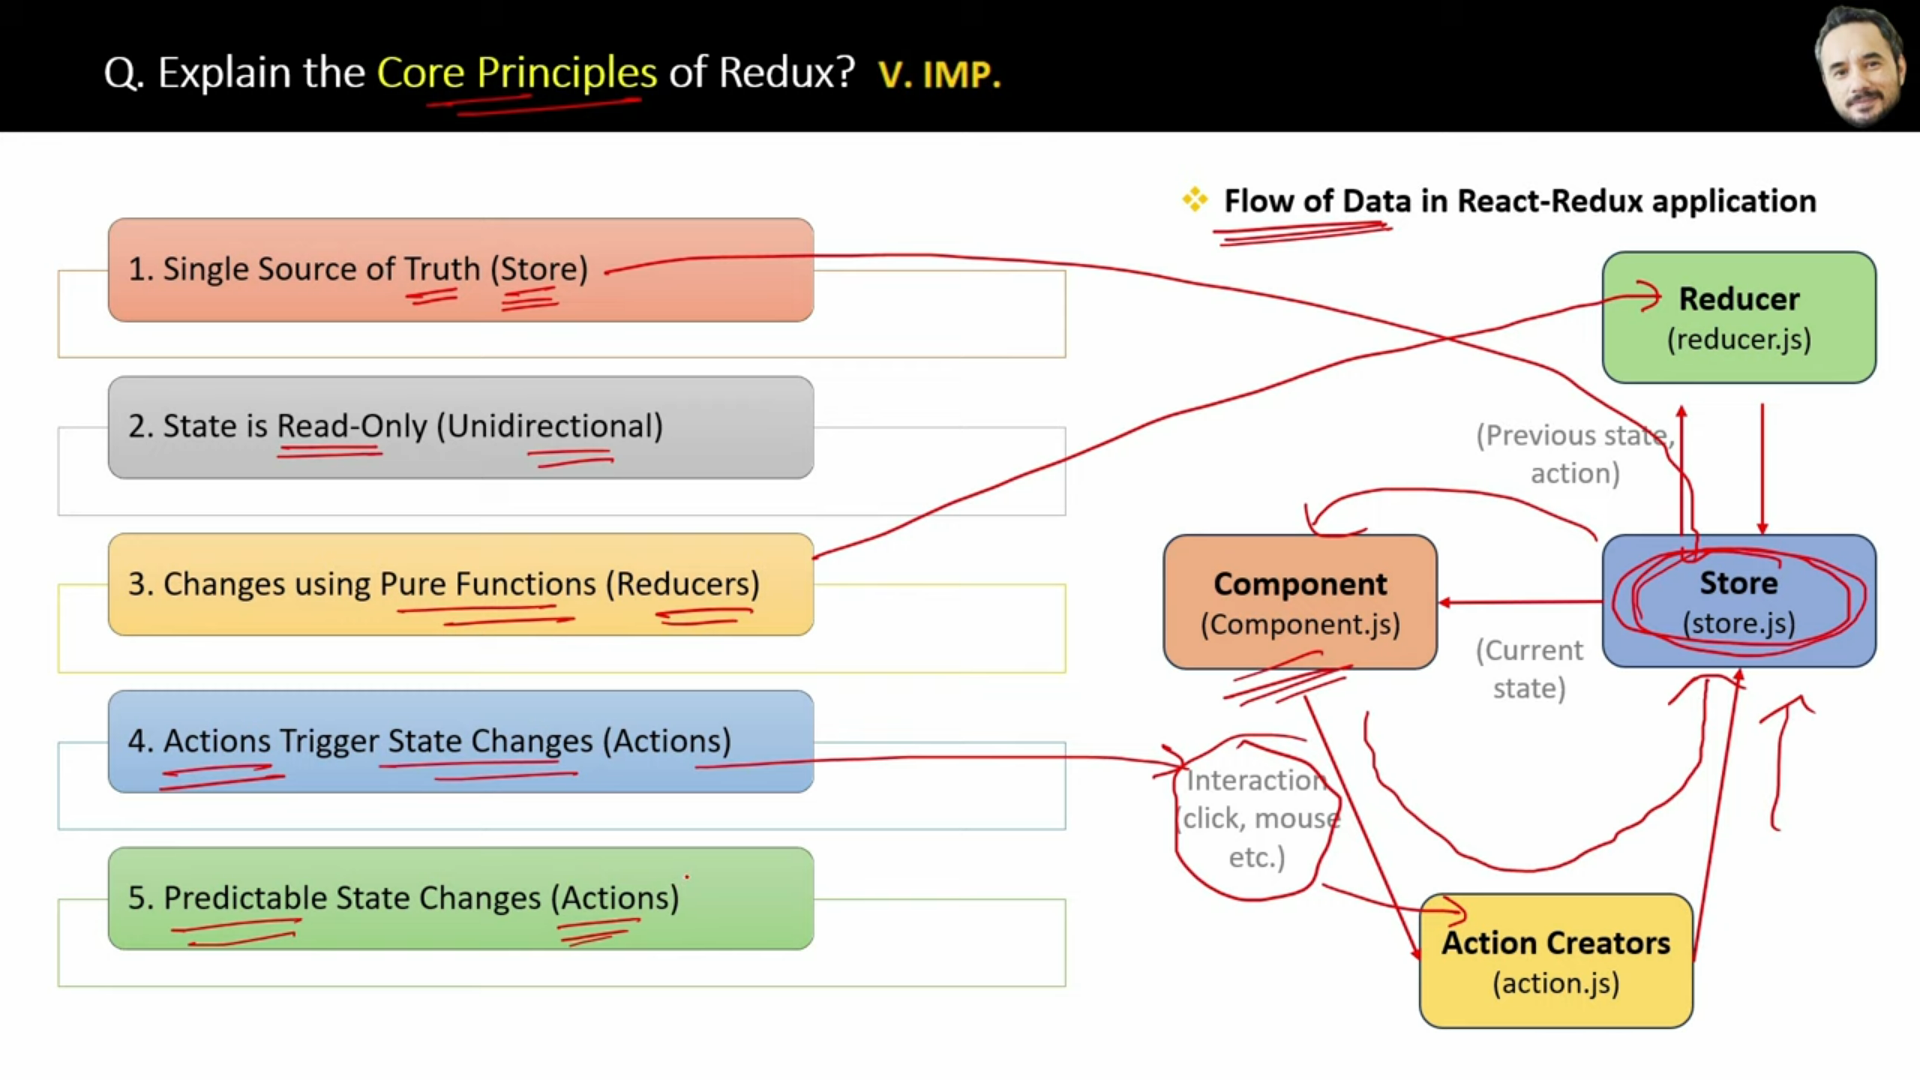 Q. Explain the Core Principles of Redux? V. IMP.
1. Single Source of Truth (Store)
2. State is Read-Only (Unidirectional)
3. Changes using Pure Functions (Reducers)
4. Actions Trigger State Changes (Actions)
5. Predictable State Changes (Actions)
Flow of Data in React-Redux application
Reducer
(reducer.js)
(Previous state,
action)
Component
(Component.js)
Store
(store.js)
(Current
state)
Interaction
(click, mouse
etc.)
Action Creators
(action.js)